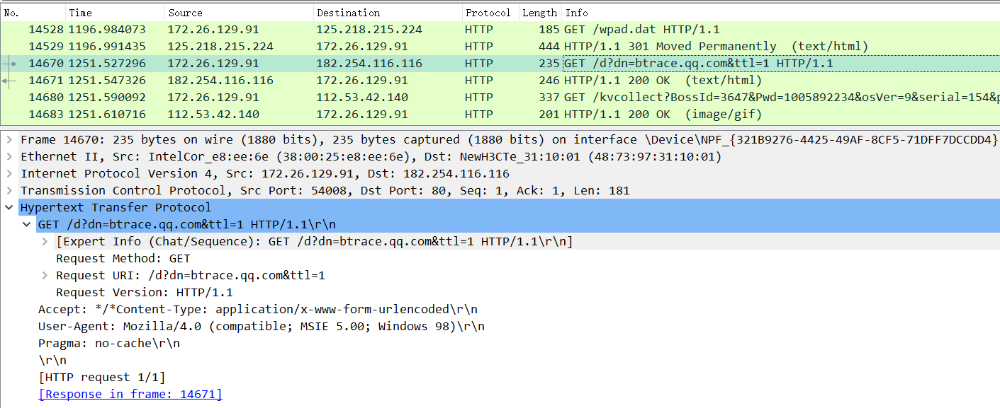 No. Time Source Destination Protocol Length Info
14528 1196.984073 172.26.129.91 125.218.215.224 HTTP 185 GET /wpad.dat HTTP/1.1
14529 1196.991435 125.218.215.224 172.26.129.91 HTTP 444 HTTP/1.1 301 Moved Permanently (text/html)
14670 1251.527296 172.26.129.91 182.254.116.116 HTTP 235 GET /d?dn=btrace.qq.com&ttl=1 HTTP/1.1
14671 1251.547326 182.254.116.116 172.26.129.91 HTTP 246 HTTP/1.1 200 OK (text/html)
14680 1251.590092 172.26.129.91 112.53.42.140 HTTP 337 GET /kvcollect?BossId=3647&Pwd=1005892234&osVer=9&serial=154&p
14683 1251.610716 112.53.42.140 172.26.129.91 HTTP 201 HTTP/1.1 200 OK (image/gif)
Frame 14670: 235 bytes on wire (1880 bits), 235 bytes captured (1880 bits) on interface \Device\NPF_{321B9276-4425-49AF-8CF5-71DFF7DCCDD4}
Ethernet II, Src: IntelCor_e8:ee:6e (38:00:25:e8:ee:6e), Dst: NewH3CTe_31:10:01 (48:73:97:31:10:01)
Internet Protocol Version 4, Src: 172.26.129.91, Dst: 182.254.116.116
Transmission Control Protocol, Src Port: 54008, Dst Port: 80, Seq: 1, Ack: 1, Len: 181
Hypertext Transfer Protocol
GET /d?dn=btrace.qq.com&ttl=1 HTTP/1.1\r\n
[Expert Info (Chat/Sequence): GET /d?dn=btrace.qq.com&ttl=1 HTTP/1.1\r\n]
Request Method: GET
Request URI: /d?dn=btrace.qq.com&ttl=1
Request Version: HTTP/1.1
Accept: */*Content-Type: application/x-www-form-urlencoded\r\n
User-Agent: Mozilla/4.0 (compatible; MSIE 5.00; Windows 98)\r\n
Pragma: no-cache\r\n
\r\n
[HTTP request 1/1]
[Response in frame: 14671]